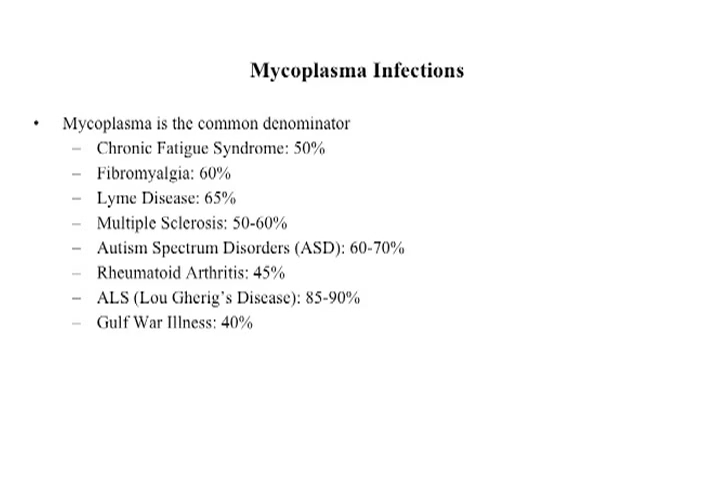 Mycoplasma Infections
• Mycoplasma is the common denominator
– Chronic Fatigue Syndrome: 50%
– Fibromyalgia: 60%
– Lyme Disease: 65%
– Multiple Sclerosis: 50-60%
– Autism Spectrum Disorders (ASD): 60-70%
– Rheumatoid Arthritis: 45%
– ALS (Lou Gherig's Disease): 85-90%
– Gulf War Illness: 40%